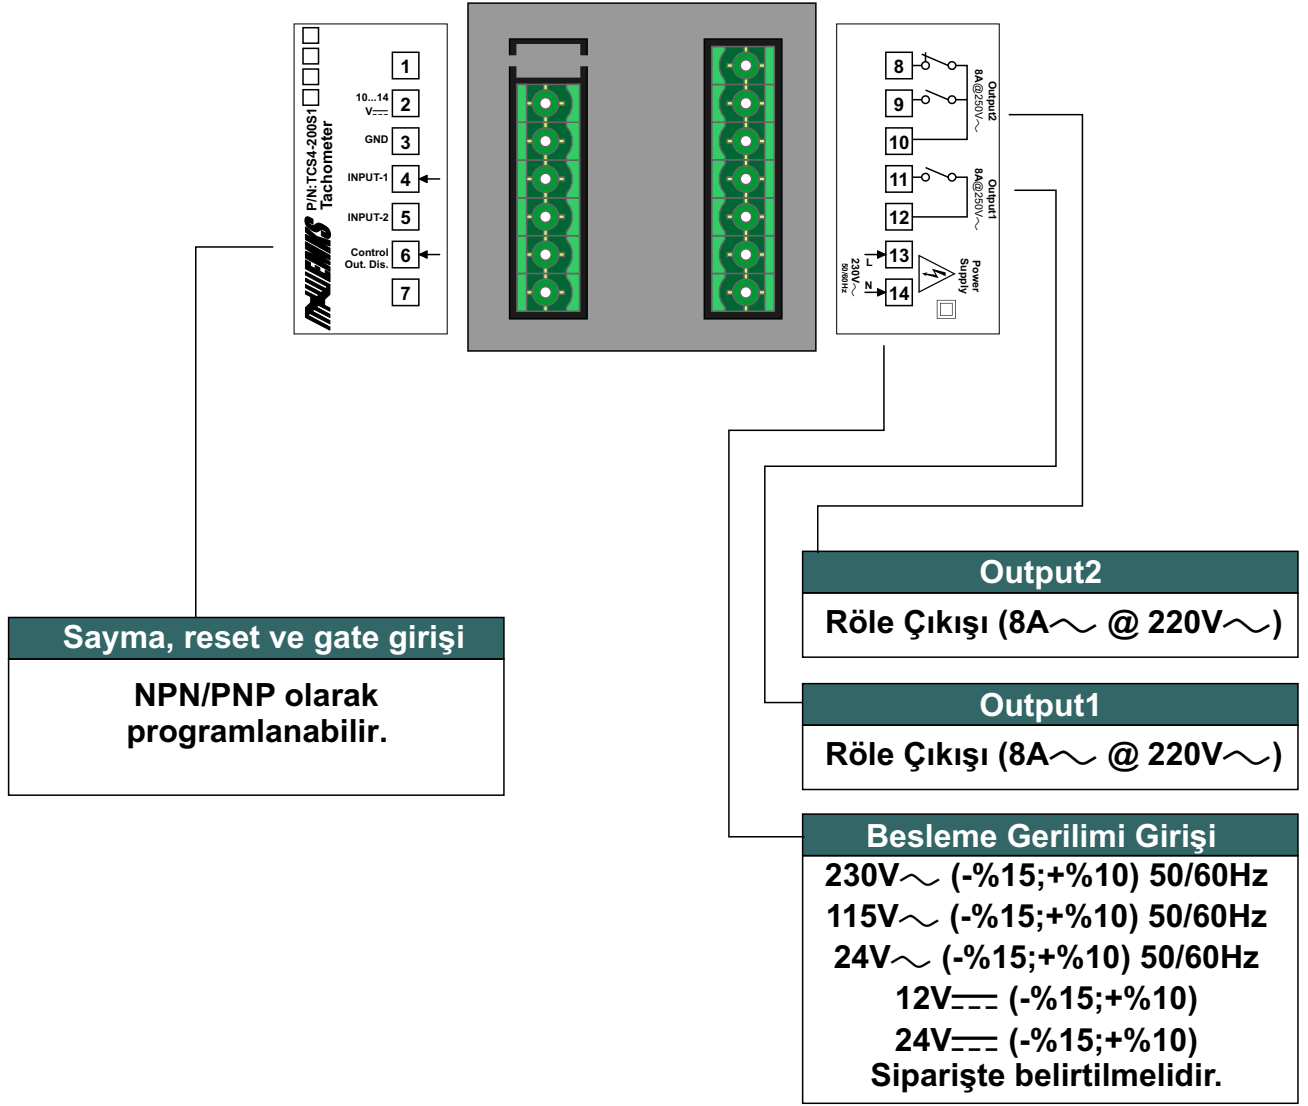 P/N:TCS4-200S1
Tachometer
1
10...14
V
2
GND
3
INPUT-1
4
INPUT-2
5
Control
Out. Dis.
6
7
8
9
10
11
12
13
14
Output2
8A@250V
Output1
8A@250V
L
N
230V
50/60Hz
Power
Supply
Sayma, reset ve gate girişi
NPN/PNP olarak
programlanabilir.
Output2
Röle Çıkışı (8A～ @ 220V～)
Output1
Röle Çıkışı (8A～ @ 220V～)
Besleme Gerilimi Girişi
230V～ (-%15;+%10) 50/60Hz
115V～ (-%15;+%10) 50/60Hz
24V～ (-%15;+%10) 50/60Hz
12V⎓ (-%15;+%10)
24V⎓ (-%15;+%10)
Siparişte belirtilmelidir.